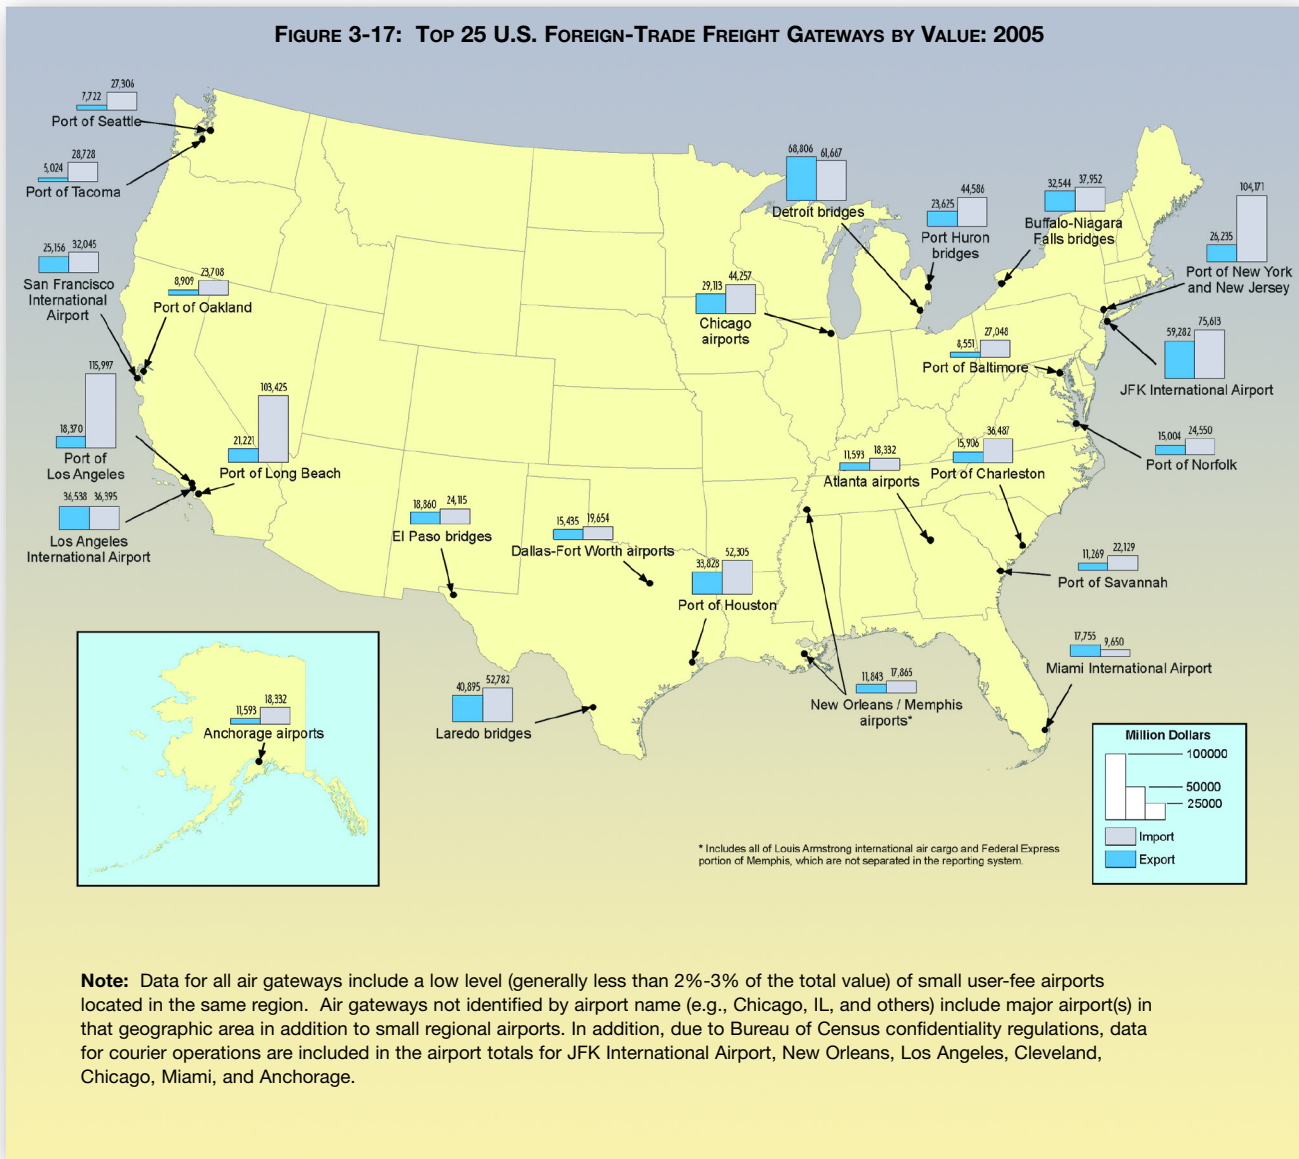 FIGURE 3-17: TOP 25 U.S. FOREIGN-TRADE FREIGHT GATEWAYS BY VALUE: 2005
7,722 27,306
Port of Seattle
5,024 28,728
Port of Tacoma
25,156 32,045
San Francisco
International
Airport
8,909 23,708
Port of Oakland
18,370 115,997
Port of
Los Angeles
21,221 103,425
Port of Long Beach
36,538 36,395
Los Angeles
International Airport
18,860 24,115
El Paso bridges
15,435 19,654
Dallas-Fort Worth airports
33,828 52,305
Port of Houston
40,895 52,782
Laredo bridges
68,806 61,667
Detroit bridges
23,625 44,586
Port Huron
bridges
32,544 37,952
Buffalo-Niagara
Falls bridges
26,235 104,171
Port of New York
and New Jersey
29,113 44,257
Chicago
airports
8,551 27,048
Port of Baltimore
59,282 75,613
JFK International Airport
15,004 24,550
Port of Norfolk
11,593 18,332
Atlanta airports
15,906 36,487
Port of Charleston
11,269 22,129
Port of Savannah
17,755 9,650
Miami International Airport
11,843 17,865
New Orleans / Memphis
airports*
11,593 18,332
Anchorage airports
Million Dollars
100000
50000
25000
Import
Export
* Includes all of Louis Armstrong international air cargo and Federal Express
portion of Memphis, which are not separated in the reporting system.
Note: Data for all air gateways include a low level (generally less than 2%-3% of the total value) of small user-fee airports
located in the same region. Air gateways not identified by airport name (e.g., Chicago, IL, and others) include major airport(s) in
that geographic area in addition to small regional airports. In addition, due to Bureau of Census confidentiality regulations, data
for courier operations are included in the airport totals for JFK International Airport, New Orleans, Los Angeles, Cleveland,
Chicago, Miami, and Anchorage.